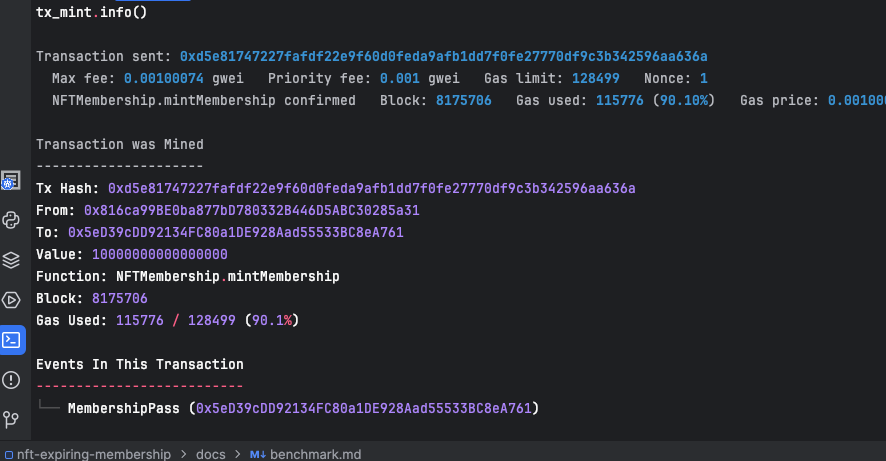 tx_mint.info()
Transaction sent: 0xd5e81747227fafdf22e9f60d0feda9afb1dd7f0fe27770df9c3b342596aa636a
Max fee: 0.00100074 gwei   Priority fee: 0.001 gwei   Gas limit: 128499   Nonce: 1
NFTMembership.mintMembership confirmed   Block: 8175706   Gas used: 115776 (90.10%)   Gas price: 0.00100
Transaction was Mined
---------------------
Tx Hash: 0xd5e81747227fafdf22e9f60d0feda9afb1dd7f0fe27770df9c3b342596aa636a
From: 0x816ca99BE0ba877bD780332B446D5ABC30285a31
To: 0x5eD39cDD92134FC80a1DE928Aad55533BC8eA761
Value: 10000000000000000
Function: NFTMembership.mintMembership
Block: 8175706
Gas Used: 115776 / 128499 (90.1%)
Events In This Transaction
--------------------------
└── MembershipPass (0x5eD39cDD92134FC80a1DE928Aad55533BC8eA761)
nft-expiring-membership > docs > M↓ benchmark.md